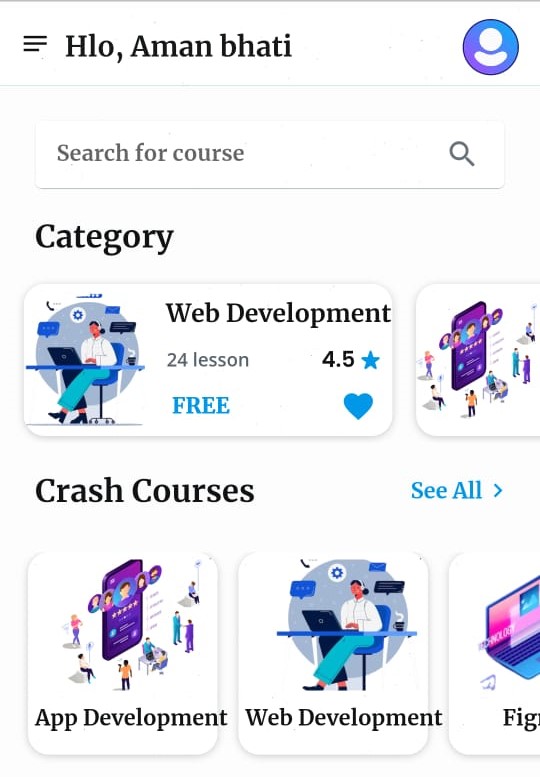 Hlo, Aman bhati
Search for course
Category
Web Development
24 lesson 4.5
FREE
Crash Courses
See All
TECHNOLOGY
App Development
Web Development